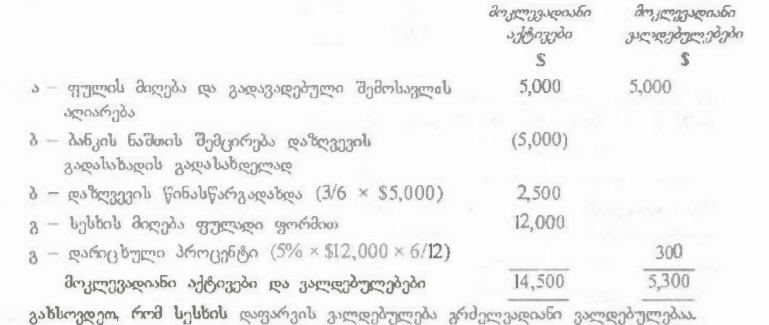 მოკლევადიანი მოკლევადიანი
აქტივები ვალდებულებები
$ $
ა – ფულის მიღება და გადავადებული შემოსავლის 5,000 5,000
აღიარება
ბ – ბანკის ნაშთის შემცირება დაზღვევის (5,000)
გადასახადის გადასახდელად
ბ – დაზღვევის წინასწარგადახდა (3/6 × $5,000) 2,500
გ – სესხის მიღება ფულადი ფორმით 12,000
გ – დარიცხული პროცენტი (5% × $12,000 × 6/12) 300
მოკლევადიანი აქტივები და ვალდებულებები 14,500 5,300
გახსოვდეთ, რომ სესხის დაფარვის ვალდებულება გრძელვადიანი ვალდებულებაა.